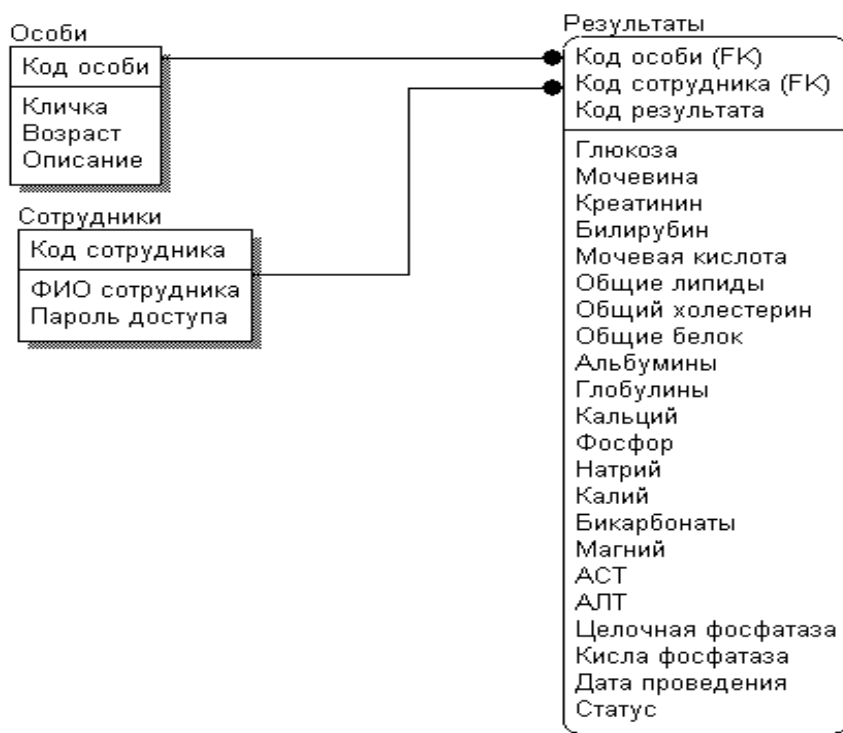 Особи
Код особи
Кличка
Возраст
Описание
Сотрудники
Код сотрудника
ФИО сотрудника
Пароль доступа
Результаты
Код особи (FK)
Код сотрудника (FK)
Код результата
Глюкоза
Мочевина
Креатинин
Билирубин
Мочевая кислота
Общие липиды
Общий холестерин
Общие белок
Альбумины
Глобулины
Кальций
Фосфор
Натрий
Калий
Бикарбонаты
Магний
АСТ
АЛТ
Целочная фосфатаза
Кисла фосфатаза
Дата проведения
Статус